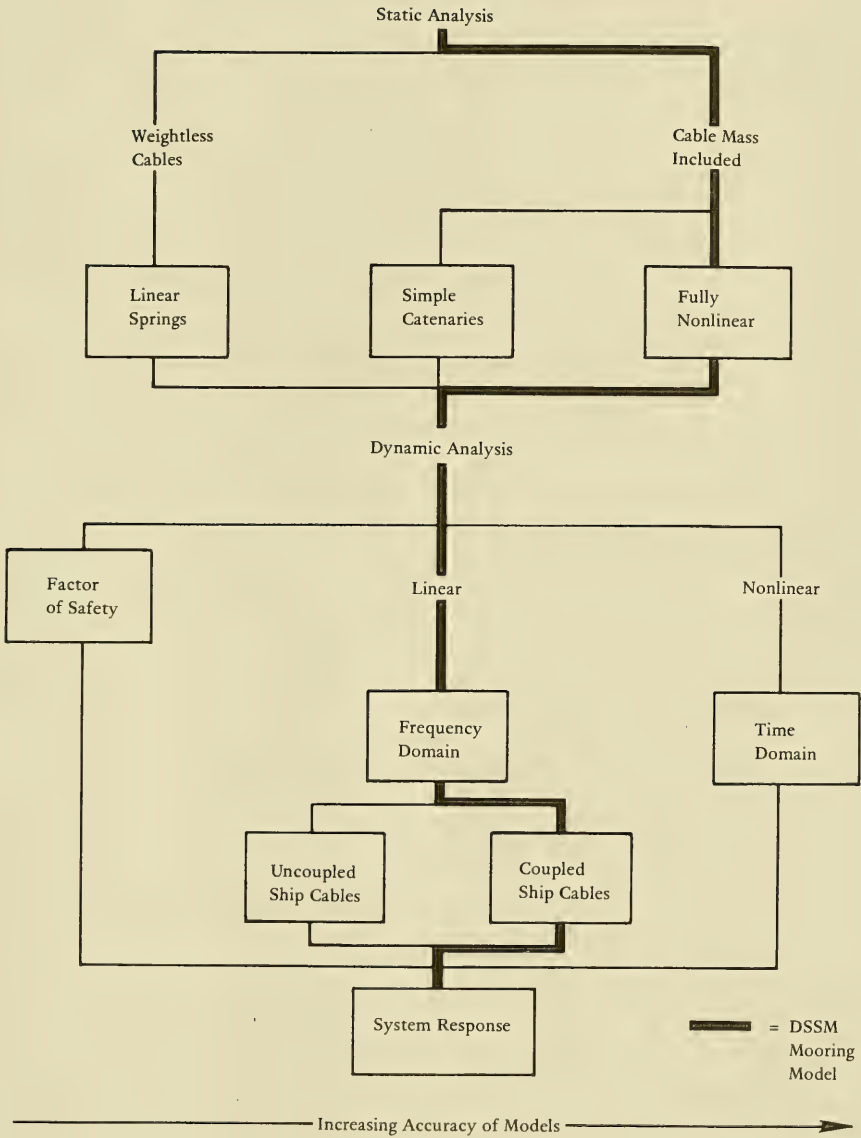 Static Analysis
Weightless
Cables
Cable Mass
Included
Linear
Springs
Simple
Catenaries
Fully
Nonlinear
Dynamic Analysis
Factor
of Safety
Linear
Nonlinear
Frequency
Domain
Time
Domain
Uncoupled
Ship Cables
Coupled
Ship Cables
System Response
= DSSM
Mooring
Model
Increasing Accuracy of Models